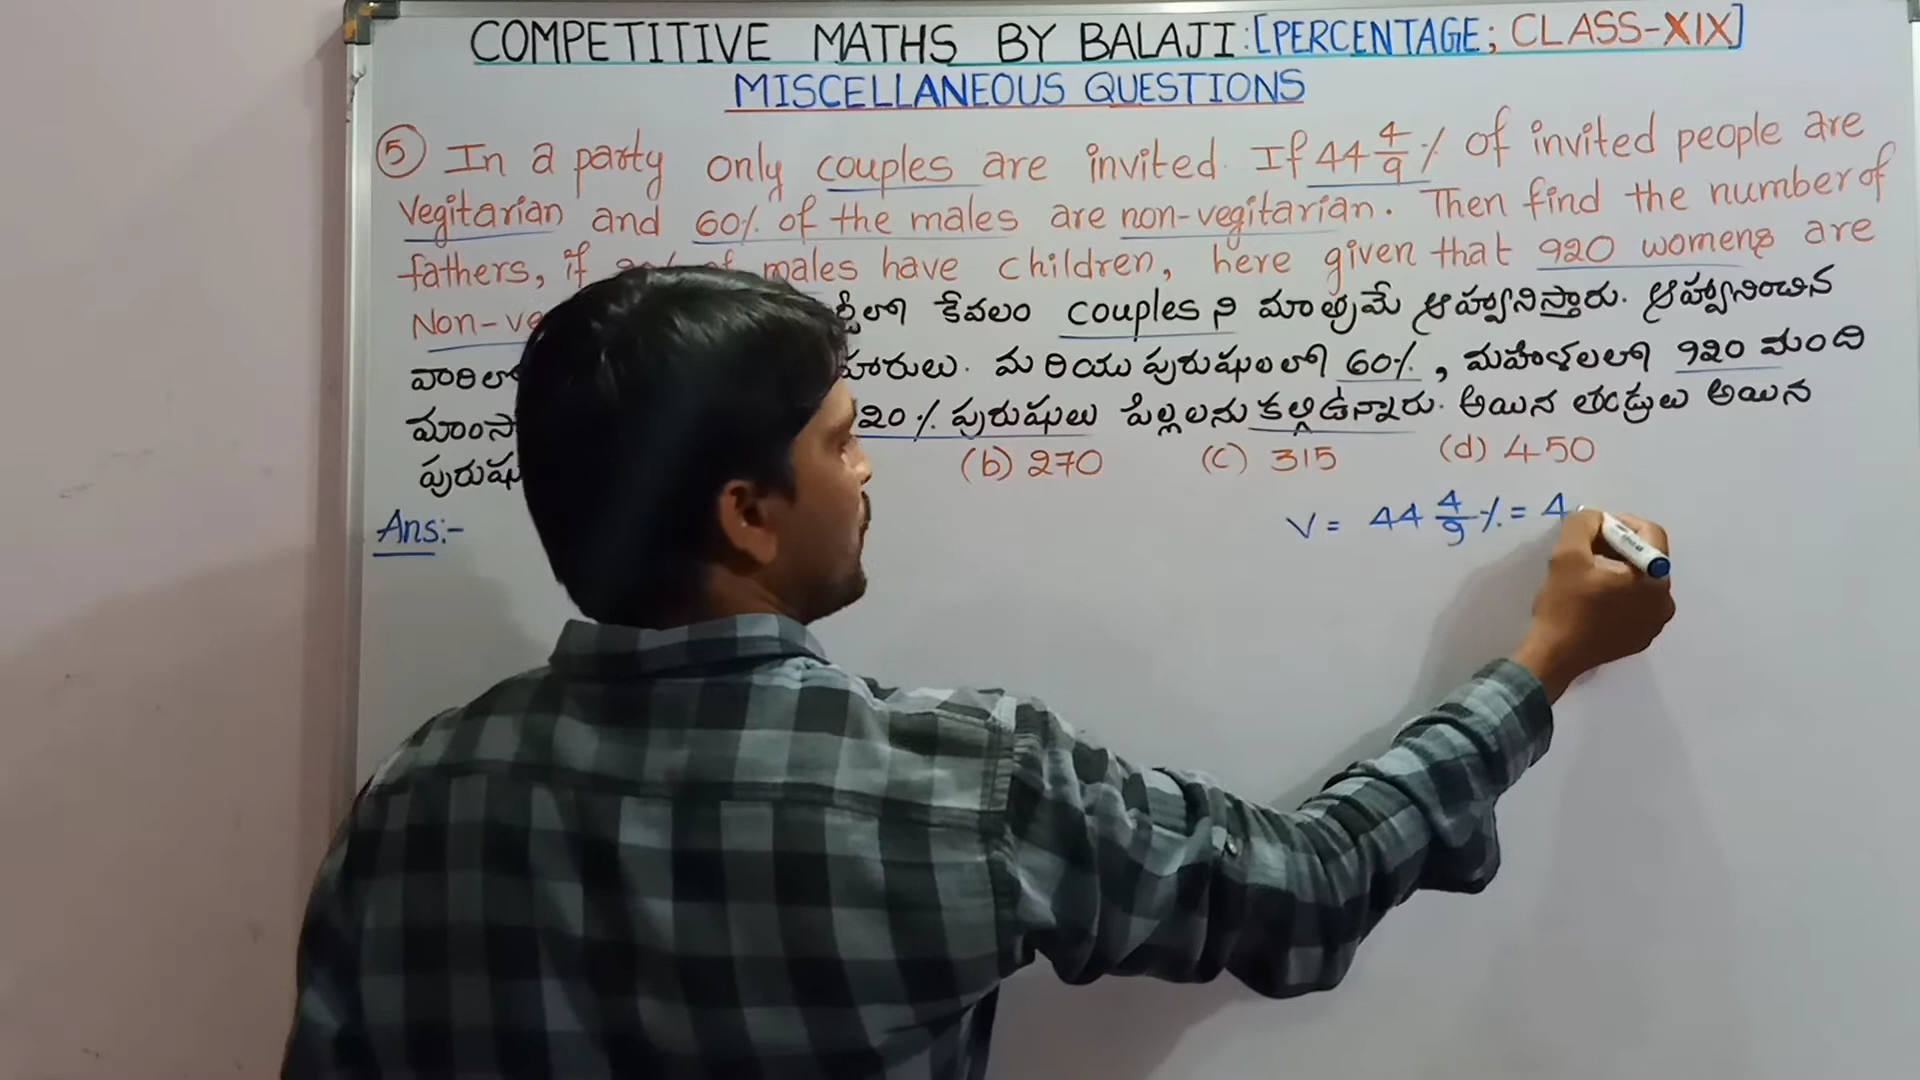 COMPETITIVE MATHS BY BALAJI:[PERCENTAGE; CLASS-XIX]
MISCELLANEOUS QUESTIONS
5 In a party only couples are invited. If 44 4/9 % of invited people are
vegitarian and 60% of the males are non-vegitarian. Then find the number of
fathers, if males have children, here given that 920 womens are
Non-ve
కేవలం couples ని మాత్రమే ఆహ్వానిస్తారు. ఆహ్వానించిన
వారిలో హారులు. మరియు పురుషులలో 60%, మహిళలలో 920 మంది
మాంసా 20% పురుషులు పిల్లలను కల్గిఉన్నారు. అయిన తండ్రులు అయిన
పురుషు (b) 270 (c) 315 (d) 450
Ans:-
V = 44 4/9 % = 4